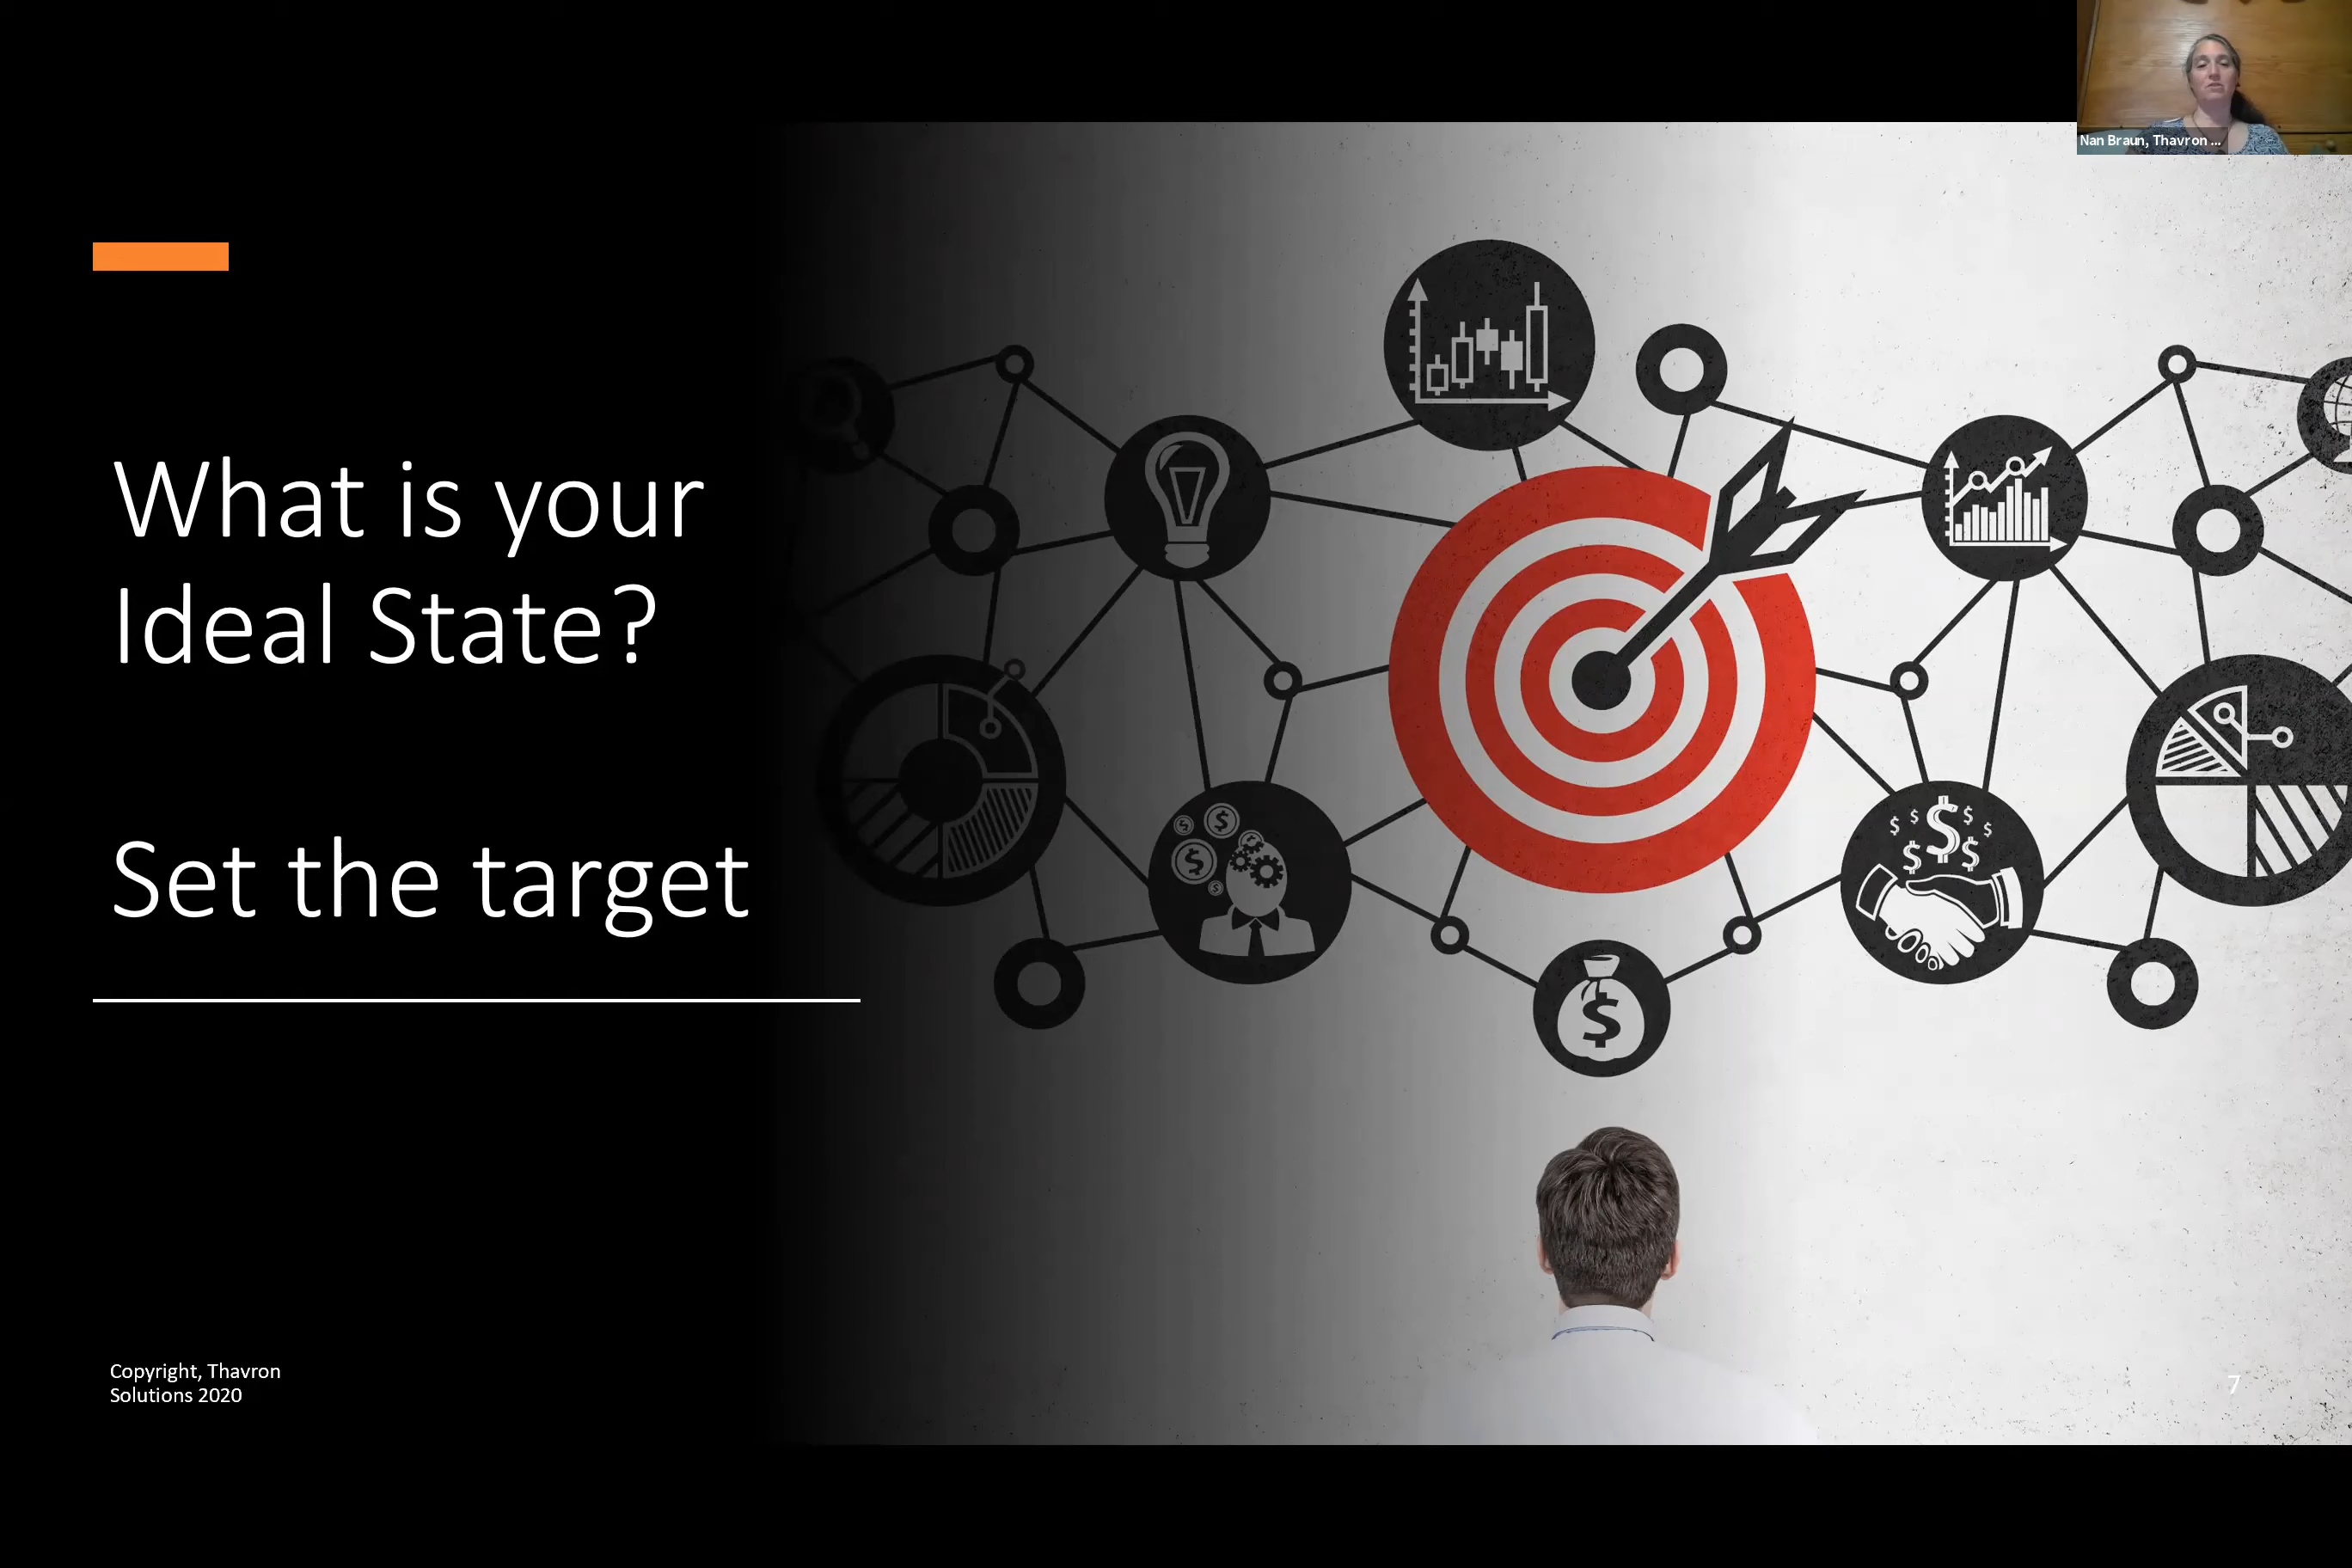 Nan Braun, Thavron ...
What is your
Ideal State?
Set the target
$ $ $ $ $
$ $
$
$
$
$
$
Copyright, Thavron
Solutions 2020
7